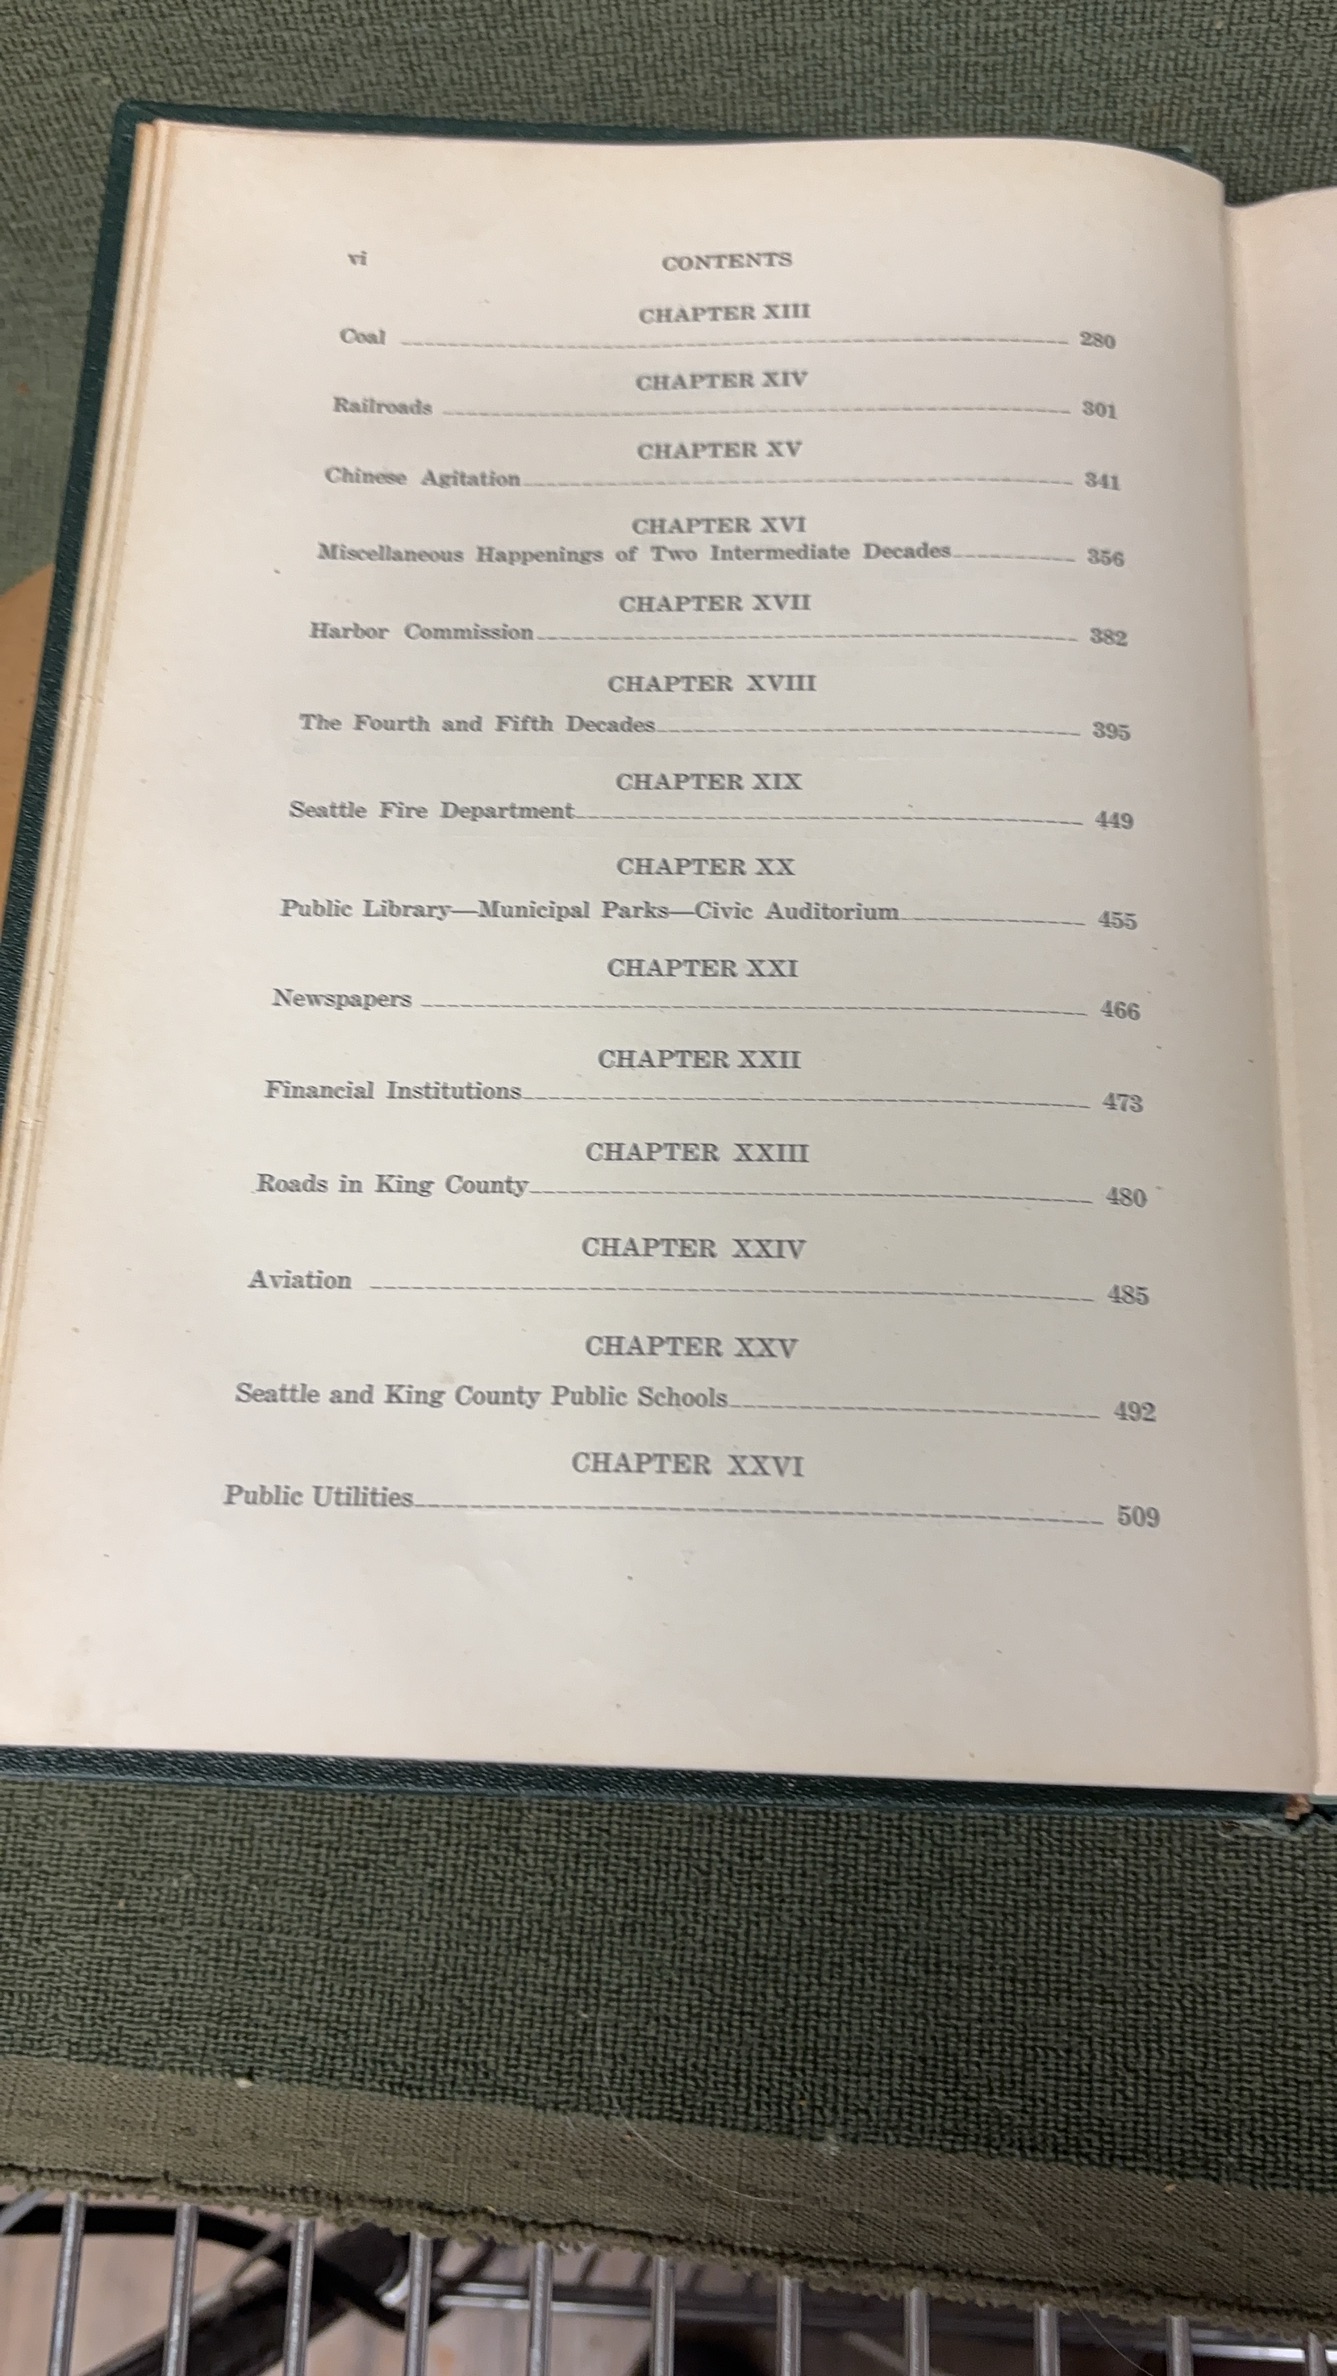 vi CONTENTS
CHAPTER XIII
Coal 280
CHAPTER XIV
Railroads 301
CHAPTER XV
Chinese Agitation 341
CHAPTER XVI
Miscellaneous Happenings of Two Intermediate Decades 356
CHAPTER XVII
Harbor Commission 382
CHAPTER XVIII
The Fourth and Fifth Decades 395
CHAPTER XIX
Seattle Fire Department 449
CHAPTER XX
Public Library—Municipal Parks—Civic Auditorium 455
CHAPTER XXI
Newspapers 466
CHAPTER XXII
Financial Institutions 473
CHAPTER XXIII
Roads in King County 480
CHAPTER XXIV
Aviation 485
CHAPTER XXV
Seattle and King County Public Schools 492
CHAPTER XXVI
Public Utilities 509